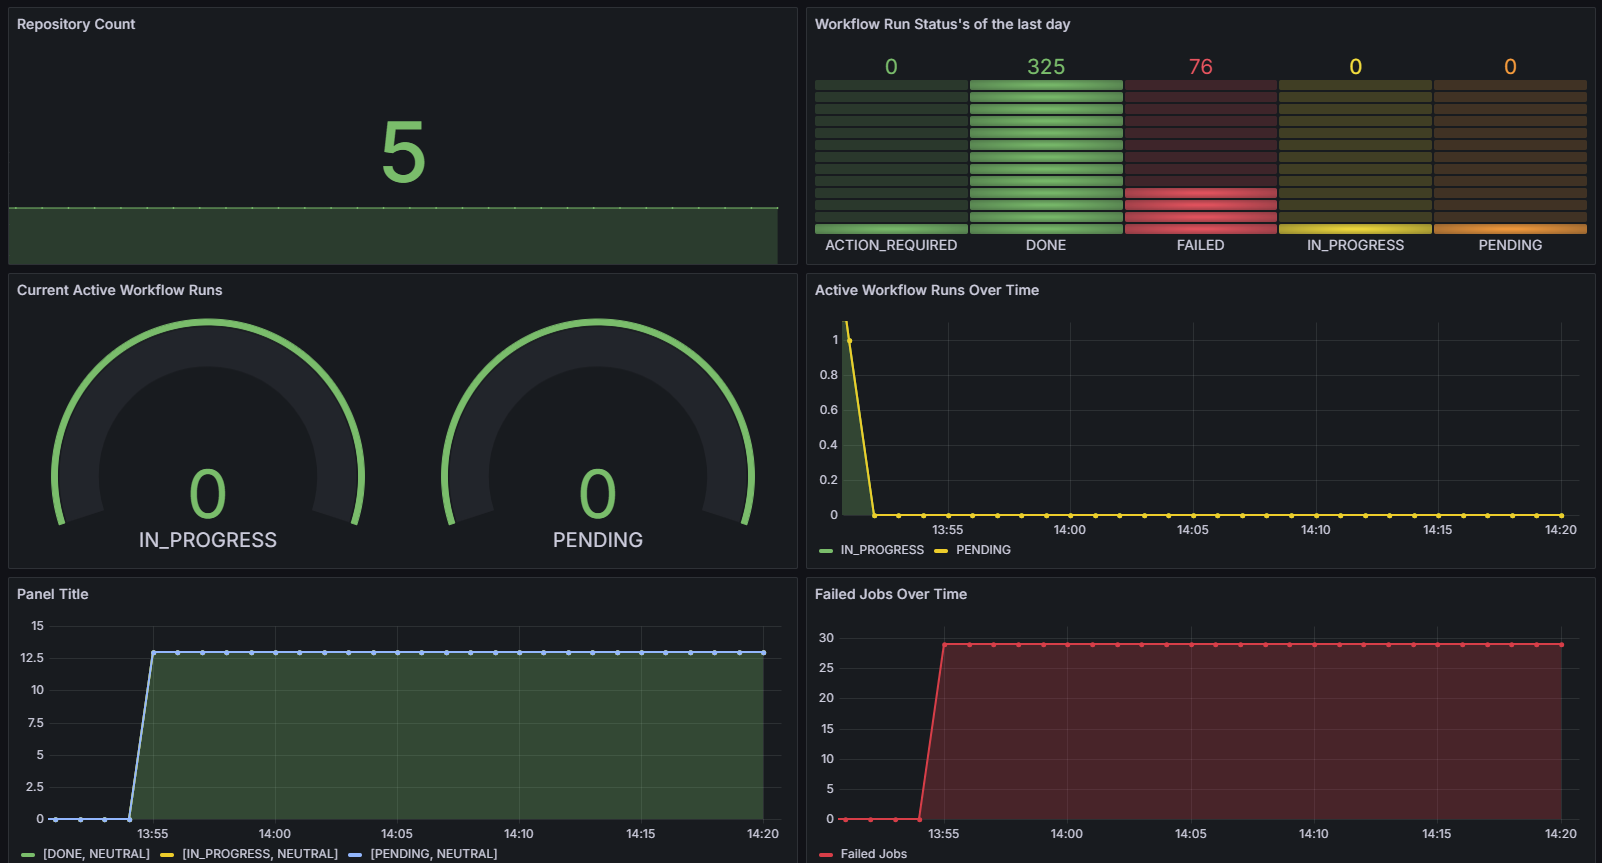 Repository Count
5
Workflow Run Status's of the last day
0 325 76 0 0
ACTION_REQUIRED DONE FAILED IN_PROGRESS PENDING
Current Active Workflow Runs
0 0
IN_PROGRESS PENDING
Active Workflow Runs Over Time
1
0.8
0.6
0.4
0.2
0
13:55 14:00 14:05 14:10 14:15 14:20
IN_PROGRESS PENDING
Panel Title
15
12.5
10
7.5
5
2.5
0
13:55 14:00 14:05 14:10 14:15 14:20
[DONE, NEUTRAL] [IN_PROGRESS, NEUTRAL] [PENDING, NEUTRAL]
Failed Jobs Over Time
30
25
20
15
10
5
0
13:55 14:00 14:05 14:10 14:15 14:20
Failed Jobs